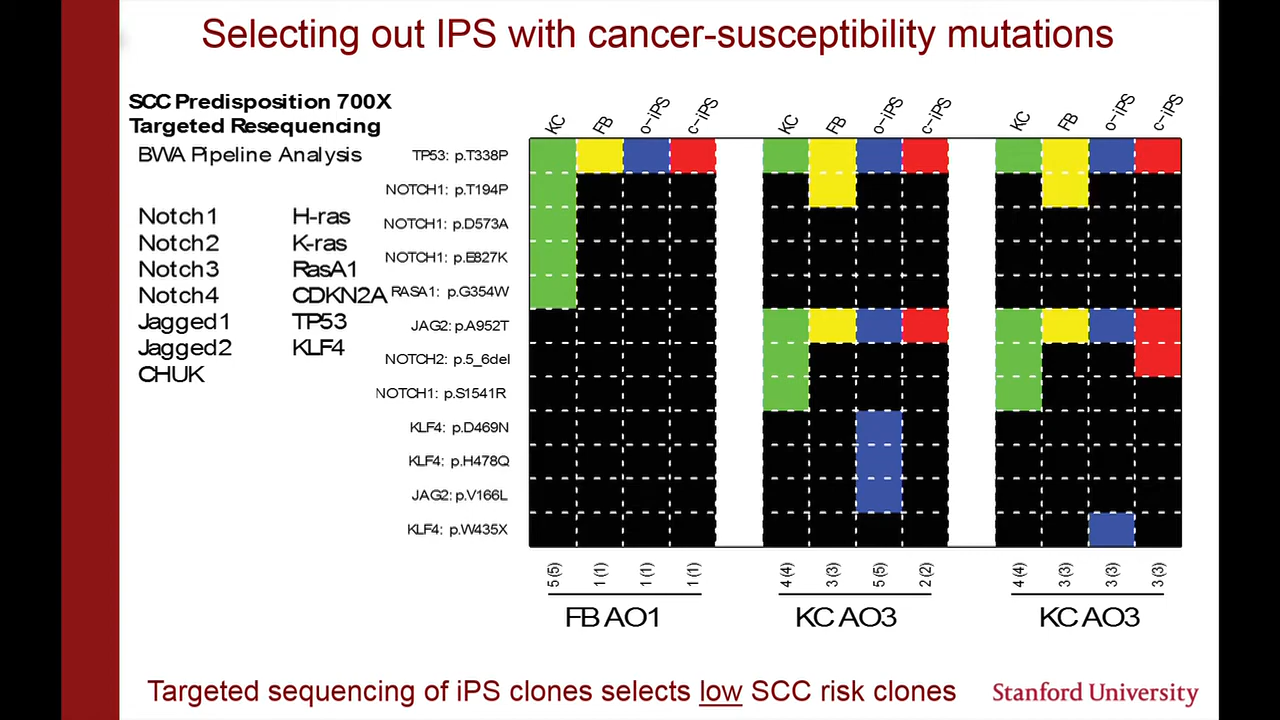 Selecting out IPS with cancer-susceptibility mutations
SCC Predisposition 700X
Targeted Resequencing
BWA Pipeline Analysis
Notch1 H-ras
Notch2 K-ras
Notch3 RasA1
Notch4 CDKN2A
Jagged1 TP53
Jagged2 KLF4
CHUK
KC FB o-iPS c-iPS KC FB o-iPS c-iPS KC FB o-iPS c-iPS
TP53: p.T338P
NOTCH1: p.T194P
NOTCH1: p.D573A
NOTCH1: p.E827K
RASA1: p.G354W
JAG2: p.A952T
NOTCH2: p.5_6del
NOTCH1: p.S1541R
KLF4: p.D469N
KLF4: p.H478Q
JAG2: p.V166L
KLF4: p.W435X
5 (5) 1 (1) 1 (1) 1 (1) 4 (4) 3 (3) 5 (5) 2 (2) 4 (4) 3 (3) 3 (3) 3 (3)
FB AO1 KC AO3 KC AO3
Targeted sequencing of iPS clones selects low SCC risk clones
Stanford University